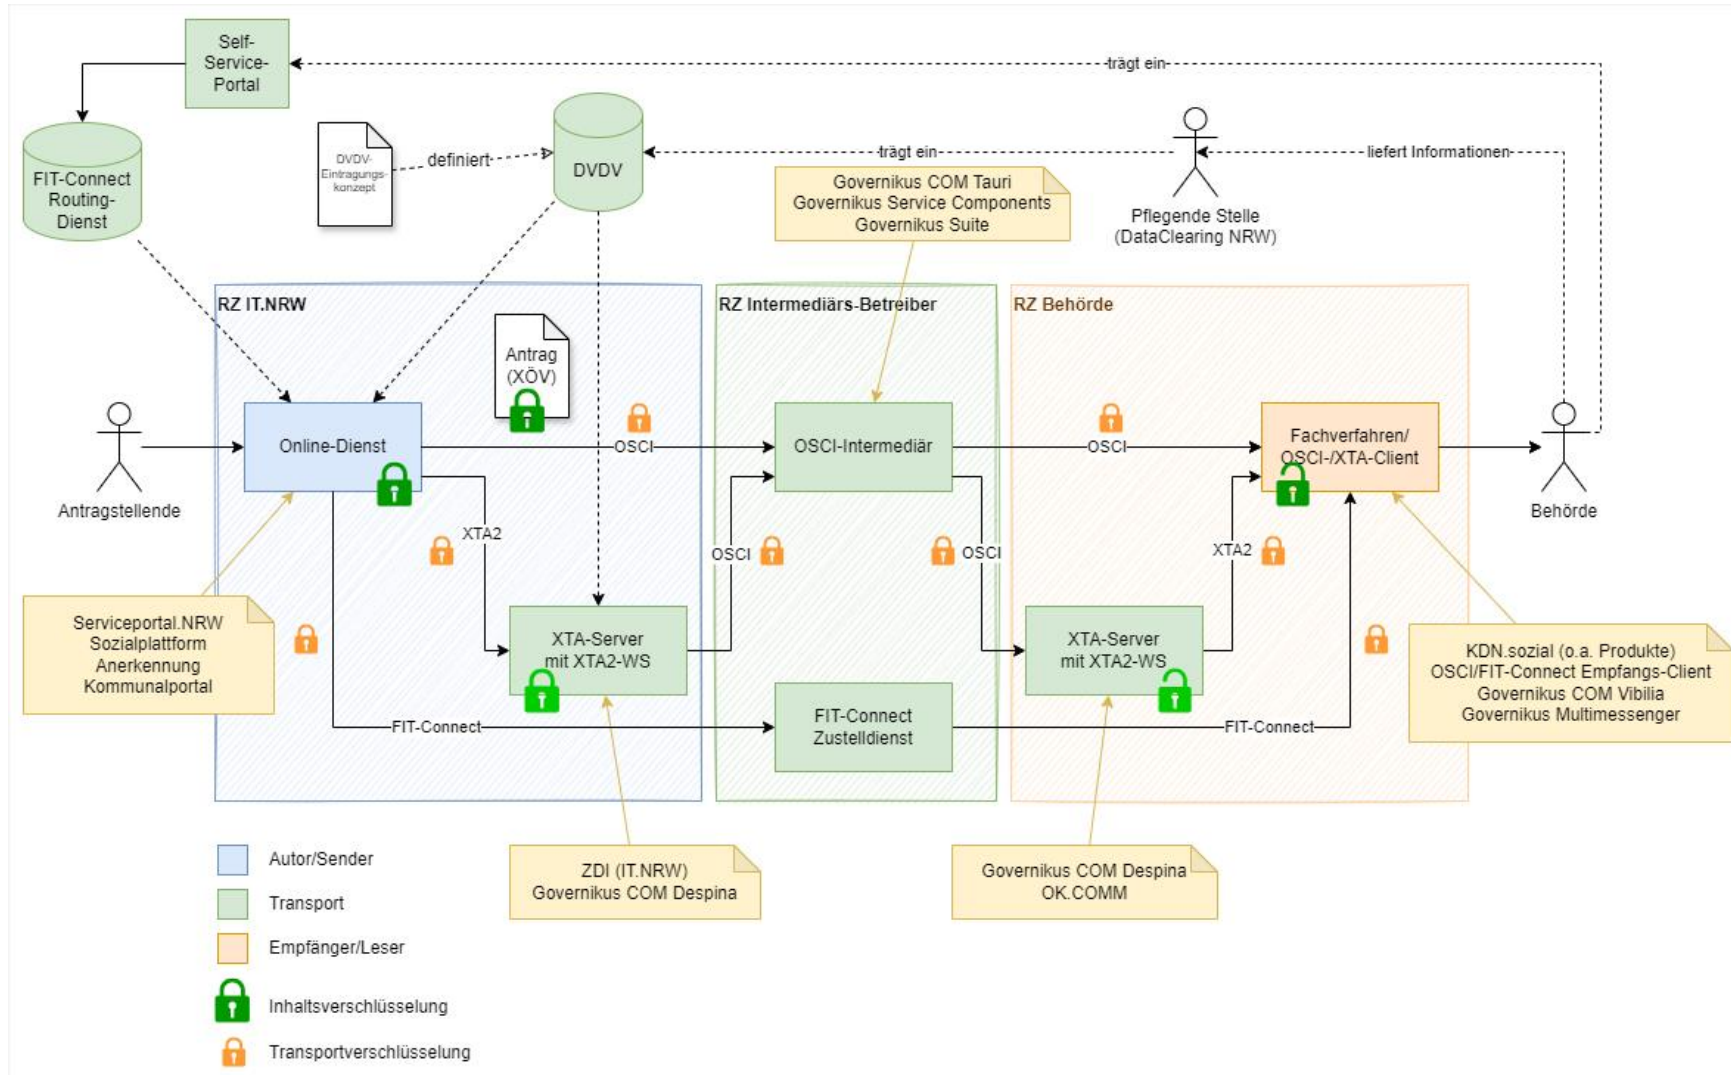 Self-
Service-
Portal
trägt ein
FIT-Connect
Routing-
Dienst
DVDV-
Eintragungs-
konzept
definiert
DVDV
trägt ein
liefert Informationen
Pflegende Stelle
(DataClearing NRW)
Governikus COM Tauri
Governikus Service Components
Governikus Suite
RZ IT.NRW
RZ Intermediärs-Betreiber
RZ Behörde
Antrag
(XÖV)
Antragstellende
Online-Dienst
OSCI
OSCI-Intermediär
OSCI
Fachverfahren/
OSCI-/XTA-Client
Behörde
XTA2
OSCI
OSCI
XTA2
Serviceportal.NRW
Sozialplattform
Anerkennung
Kommunalportal
XTA-Server
mit XTA2-WS
XTA-Server
mit XTA2-WS
KDN.sozial (o.a. Produkte)
OSCI/FIT-Connect Empfangs-Client
Governikus COM Vibilia
Governikus Multimessenger
FIT-Connect
FIT-Connect
Zustelldienst
FIT-Connect
Autor/Sender
Transport
Empfänger/Leser
Inhaltsverschlüsselung
Transportverschlüsselung
ZDI (IT.NRW)
Governikus COM Despina
Governikus COM Despina
OK.COMM